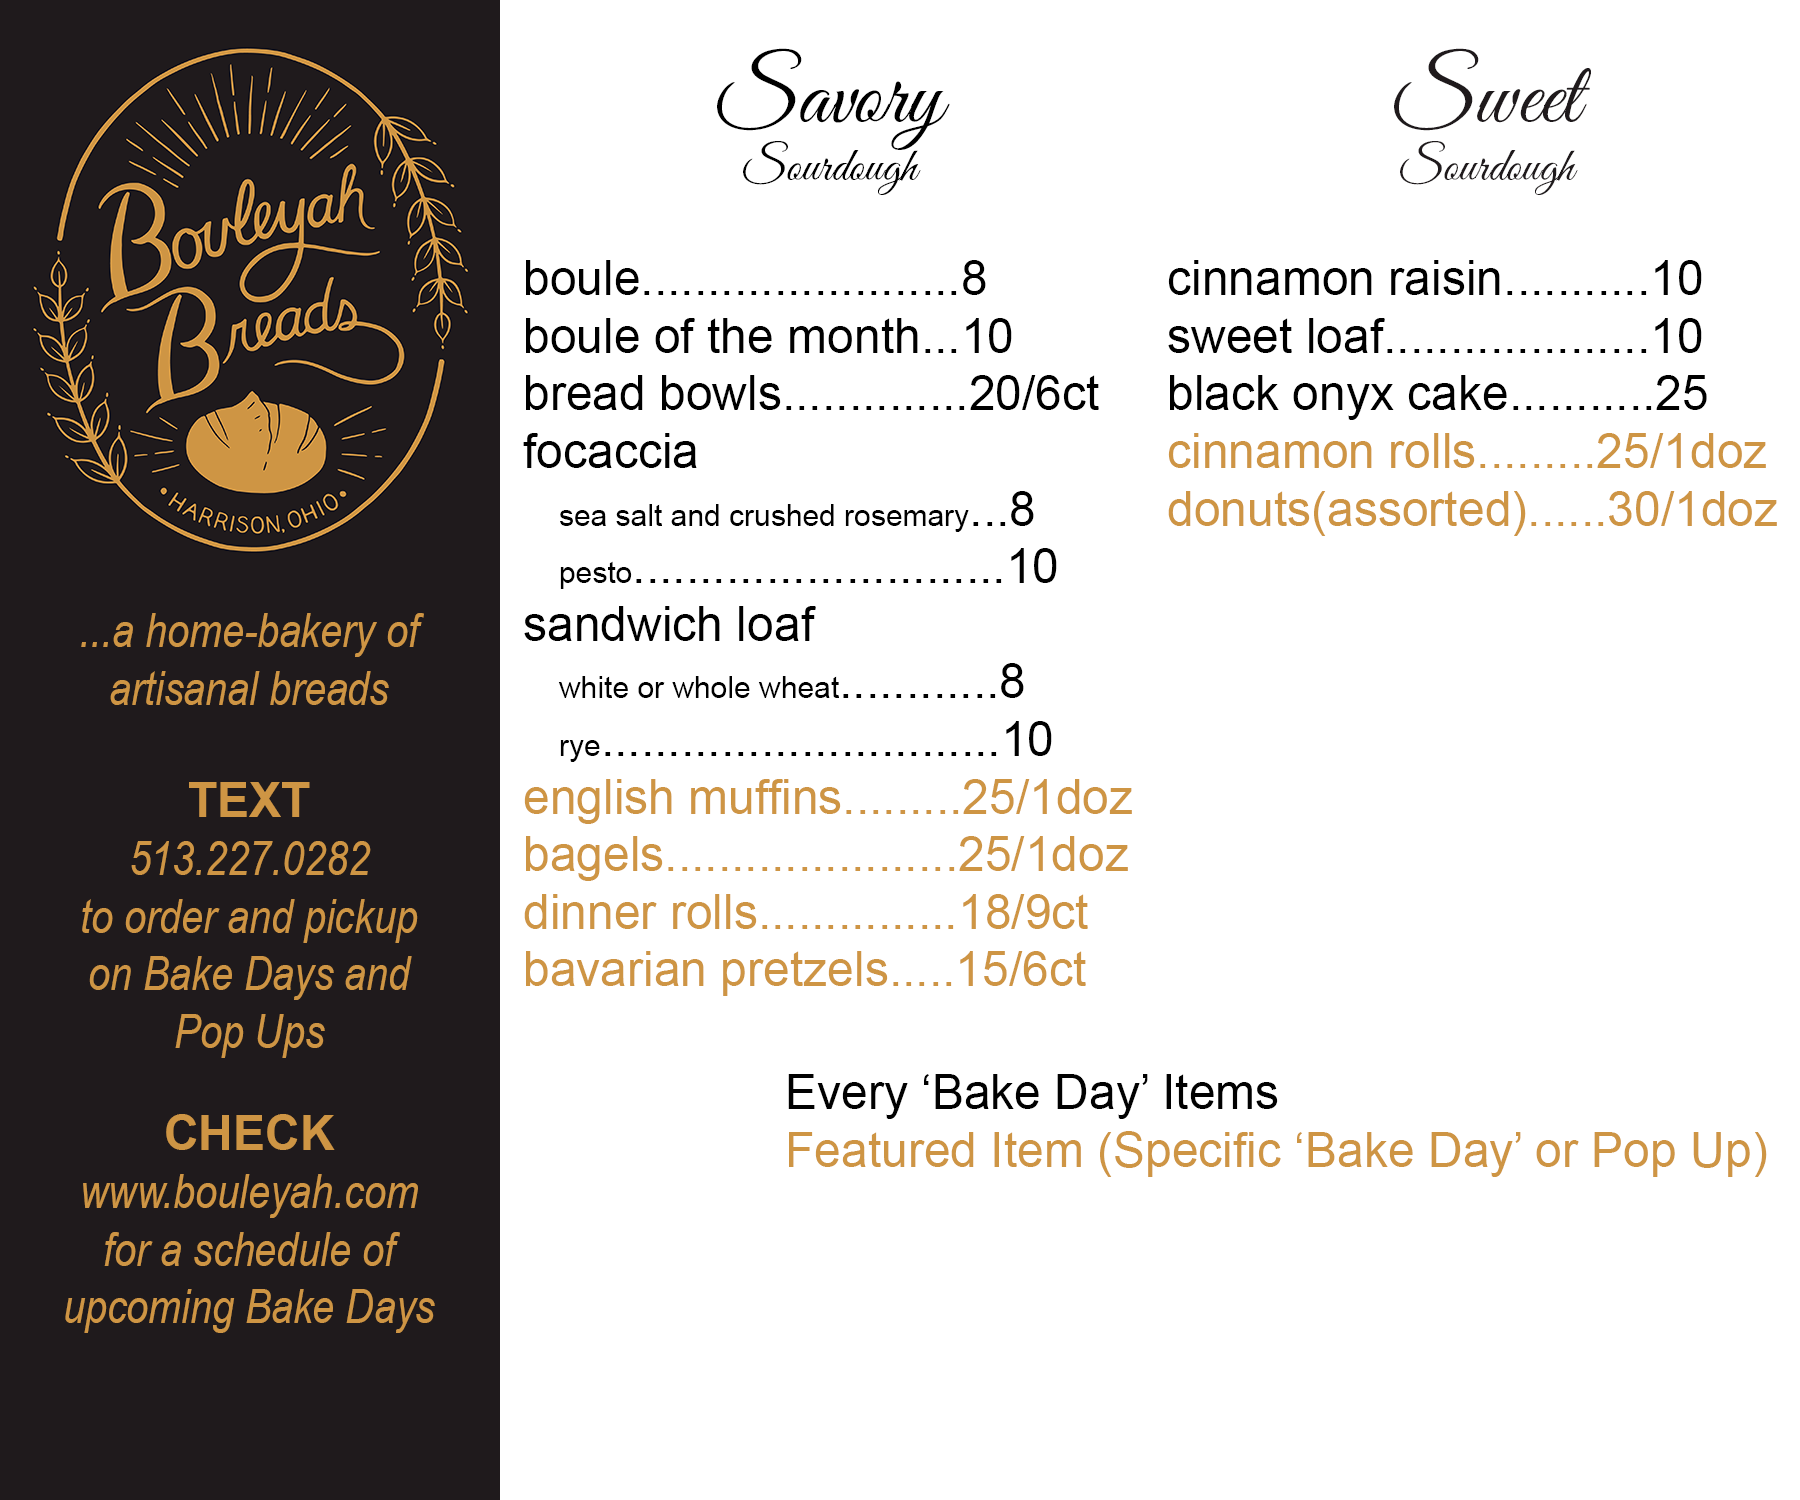 Bouleyah
Breads
• HARRISON, OHIO •
...a home-bakery of
artisanal breads
TEXT
513.227.0282
to order and pickup
on Bake Days and
Pop Ups
CHECK
www.bouleyah.com
for a schedule of
upcoming Bake Days
Savory
Sourdough
boule........................8
boule of the month...10
bread bowls..............20/6ct
focaccia
sea salt and crushed rosemary...8
pesto............................10
sandwich loaf
white or whole wheat............8
rye..............................10
english muffins.........25/1doz
bagels......................25/1doz
dinner rolls...............18/9ct
bavarian pretzels.....15/6ct
Sweet
Sourdough
cinnamon raisin...........10
sweet loaf....................10
black onyx cake...........25
cinnamon rolls.........25/1doz
donuts(assorted)......30/1doz
Every ‘Bake Day’ Items
Featured Item (Specific ‘Bake Day’ or Pop Up)